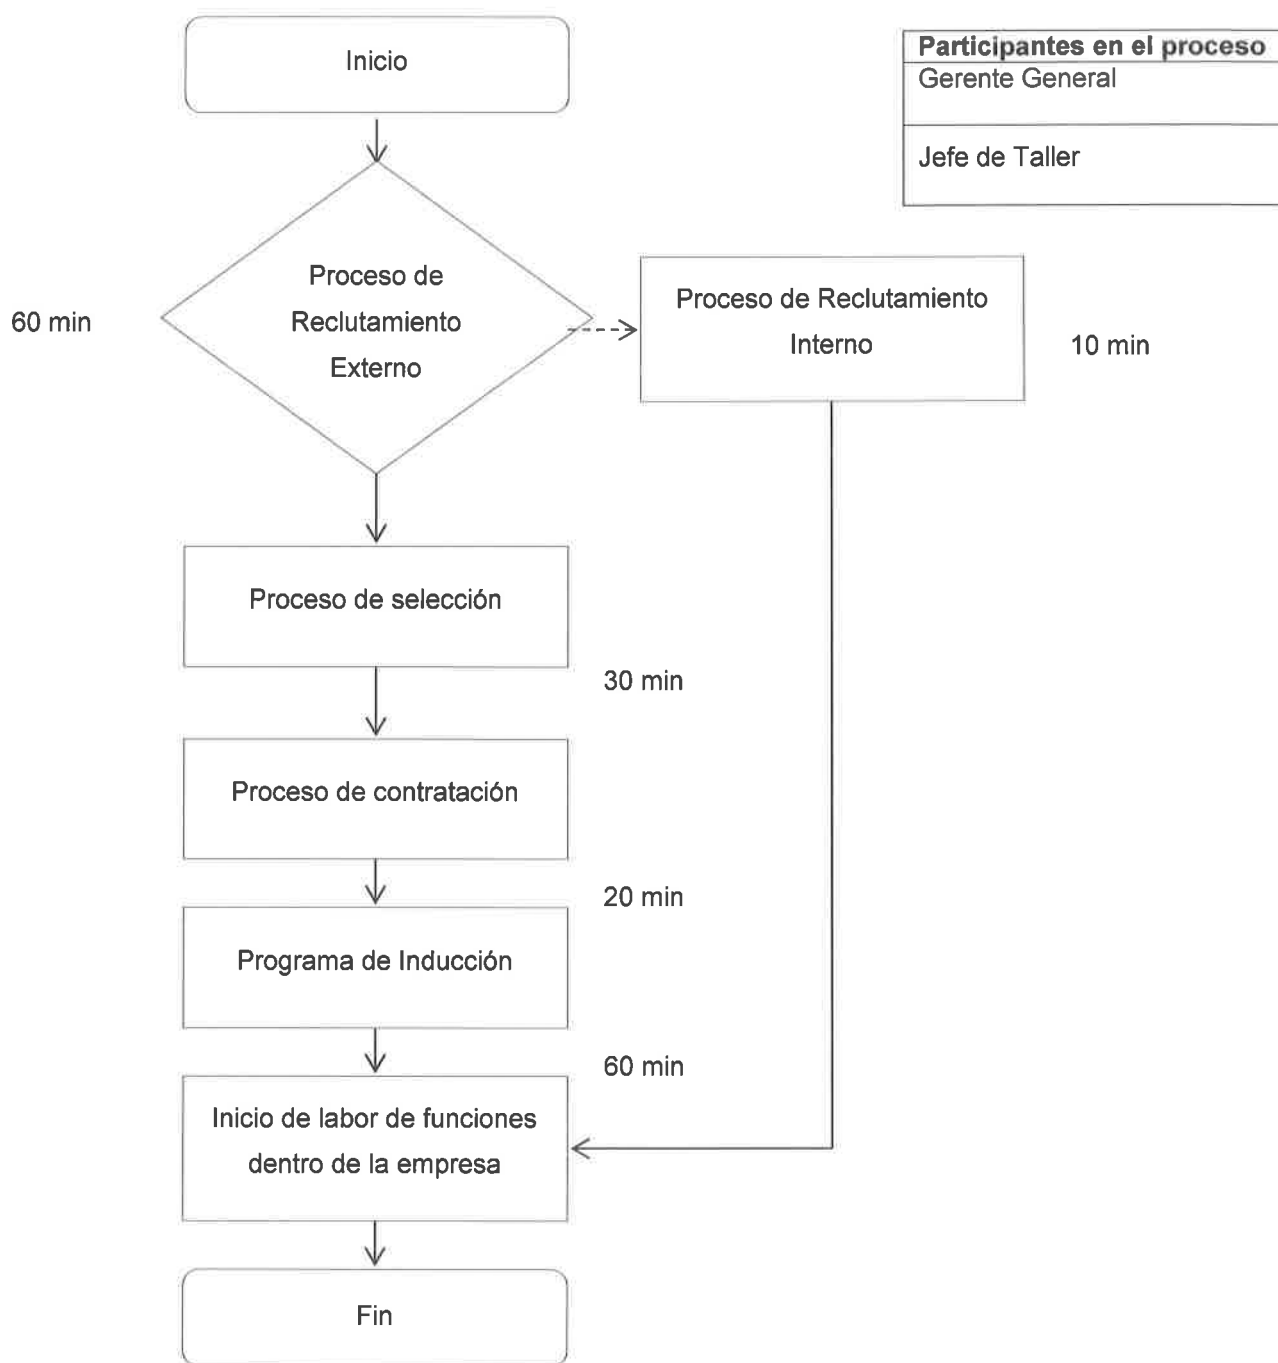 Inicio
Participantes en el proceso
Gerente General
Jefe de Taller
Proceso de
Reclutamiento
Externo
60 min
Proceso de Reclutamiento
Interno
10 min
Proceso de selección
30 min
Proceso de contratación
20 min
Programa de Inducción
60 min
Inicio de labor de funciones
dentro de la empresa
Fin